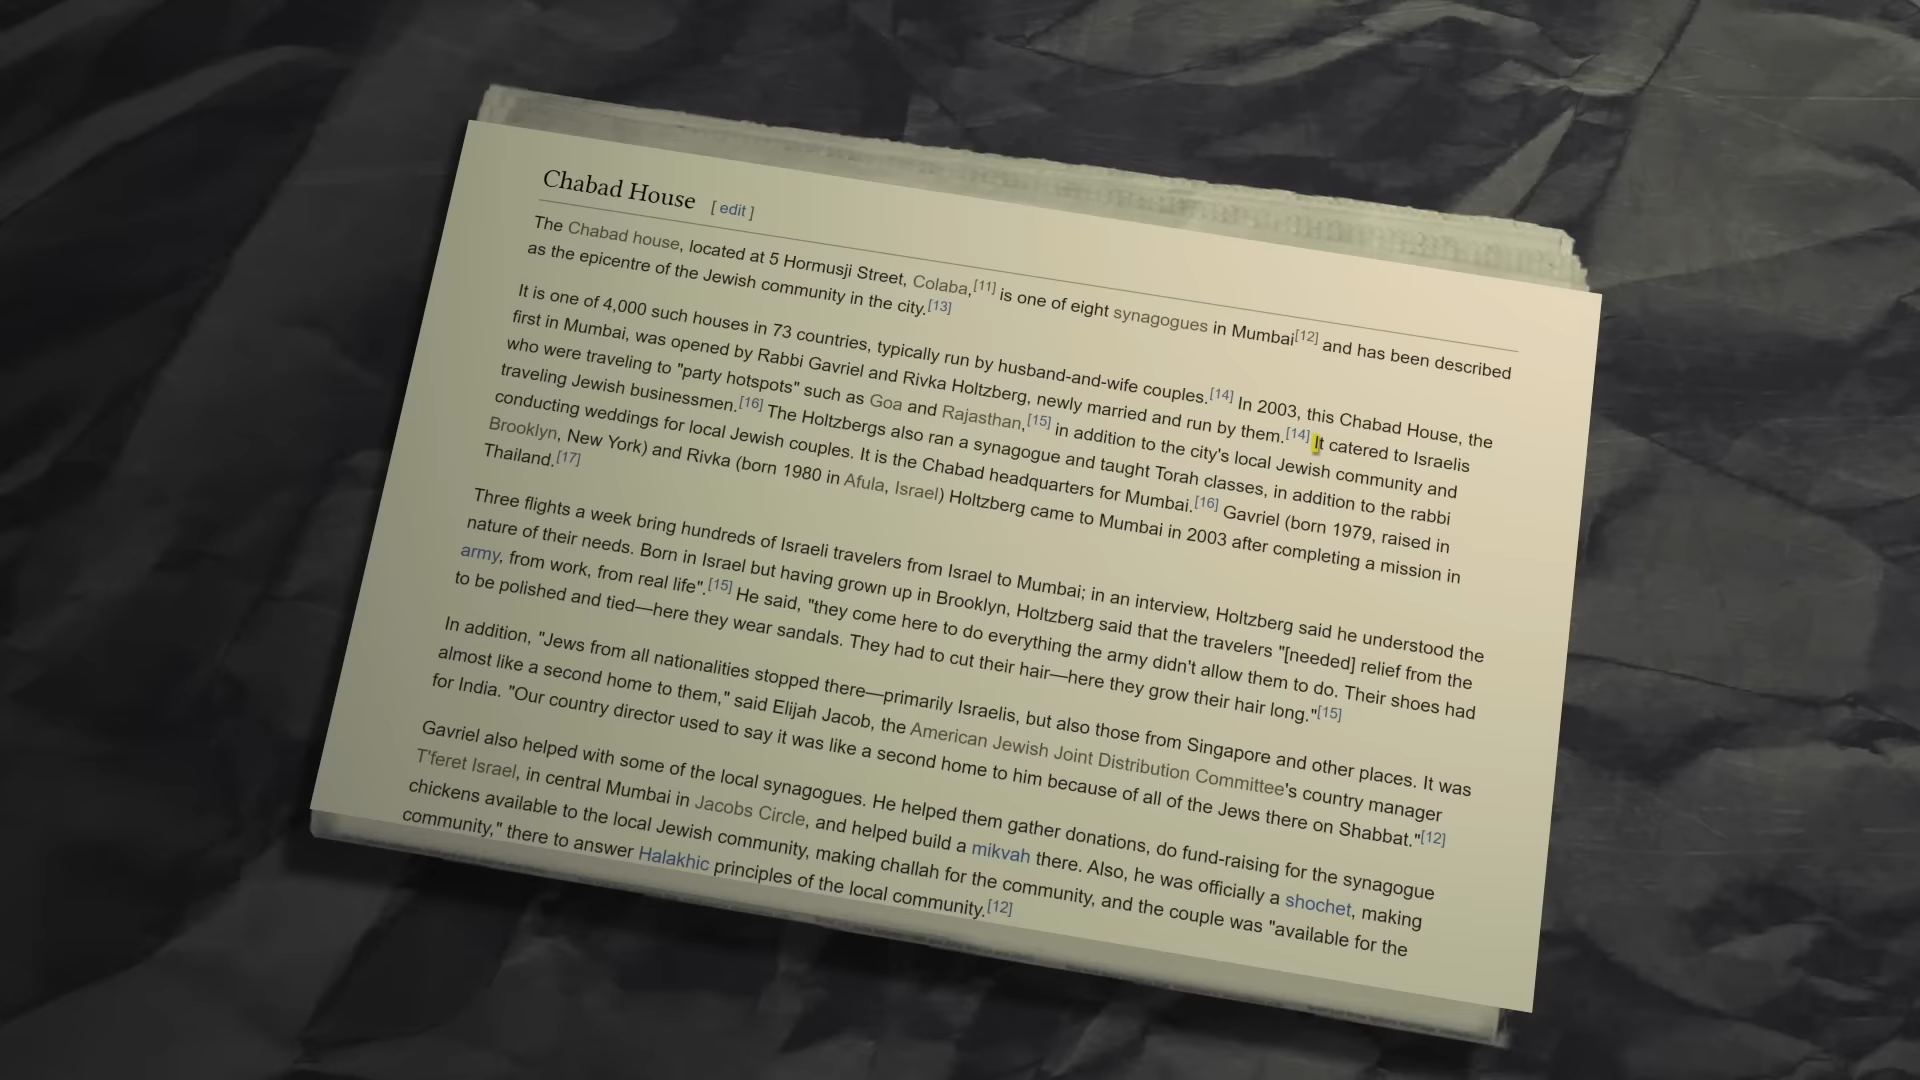 Chabad House [ edit ]
The Chabad house, located at 5 Hormusji Street, Colaba,[11] is one of eight synagogues in Mumbai[12] and has been described
as the epicentre of the Jewish community in the city.[13]
It is one of 4,000 such houses in 73 countries, typically run by husband-and-wife couples.[14] In 2003, this Chabad House, the
first in Mumbai, was opened by Rabbi Gavriel and Rivka Holtzberg, newly married and run by them.[14] It catered to Israelis
who were traveling to "party hotspots" such as Goa and Rajasthan,[15] in addition to the city's local Jewish community and
traveling Jewish businessmen.[16] The Holtzbergs also ran a synagogue and taught Torah classes, in addition to the rabbi
conducting weddings for local Jewish couples. It is the Chabad headquarters for Mumbai.[16] Gavriel (born 1979, raised in
Brooklyn, New York) and Rivka (born 1980 in Afula, Israel) Holtzberg came to Mumbai in 2003 after completing a mission in
Thailand.[17]
Three flights a week bring hundreds of Israeli travelers from Israel to Mumbai; in an interview, Holtzberg said he understood the
nature of their needs. Born in Israel but having grown up in Brooklyn, Holtzberg said that the travelers "[needed] relief from the
army, from work, from real life".[15] He said, "they come here to do everything the army didn't allow them to do. Their shoes had
to be polished and tied—here they wear sandals. They had to cut their hair—here they grow their hair long."[15]
In addition, "Jews from all nationalities stopped there—primarily Israelis, but also those from Singapore and other places. It was
almost like a second home to them," said Elijah Jacob, the American Jewish Joint Distribution Committee's country manager
for India. "Our country director used to say it was like a second home to him because of all of the Jews there on Shabbat."[12]
Gavriel also helped with some of the local synagogues. He helped them gather donations, do fund-raising for the synagogue
T'feret Israel, in central Mumbai in Jacobs Circle, and helped build a mikvah there. Also, he was officially a shochet, making
chickens available to the local Jewish community, making challah for the community, and the couple was "available for the
community," there to answer Halakhic principles of the local community.[12]